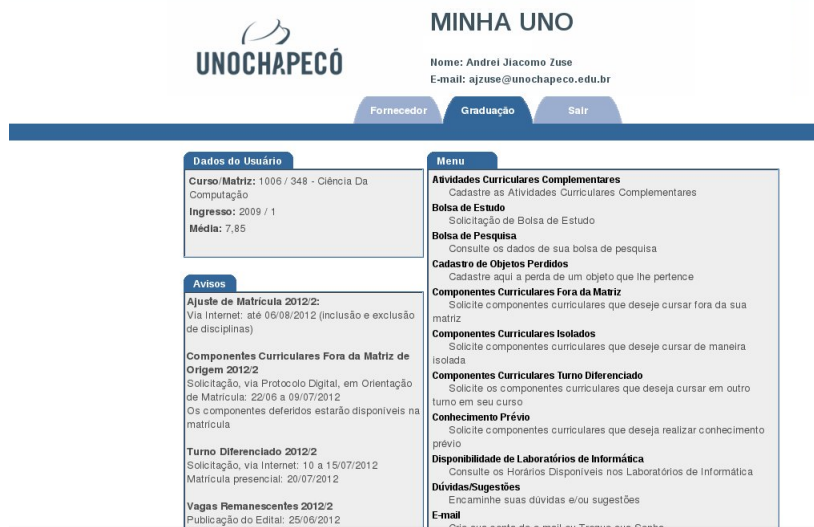 UNOCHAPECÓ
MINHA UNO
Nome: Andrei Jiacomo Zuse
E-mail: ajzuse@unochapeco.edu.br
Fornecedor
Graduação
Sair
Dados do Usuário
Curso/Matriz: 1006 / 348 - Ciência Da
Computação
Ingresso: 2009 / 1
Média: 7,85
Avisos
Ajuste de Matrícula 2012/2:
Via Internet: até 06/08/2012 (inclusão e exclusão
de disciplinas)
Componentes Curriculares Fora da Matriz de
Origem 2012/2
Solicitação, via Protocolo Digital, em Orientação
de Matrícula: 22/06 a 09/07/2012
Os componentes deferidos estarão disponíveis na
matrícula
Turno Diferenciado 2012/2
Solicitação, via Internet: 10 a 15/07/2012
Matrícula presencial: 20/07/2012
Vagas Remanescentes 2012/2
Publicação do Edital: 25/06/2012
Menu
Atividades Curriculares Complementares
Cadastre as Atividades Curriculares Complementares
Bolsa de Estudo
Solicitação de Bolsa de Estudo
Bolsa de Pesquisa
Consulte os dados de sua bolsa de pesquisa
Cadastro de Objetos Perdidos
Cadastre aqui a perda de um objeto que lhe pertence
Componentes Curriculares Fora da Matriz
Solicite componentes curriculares que deseje cursar fora da sua
matriz
Componentes Curriculares Isolados
Solicite componentes curriculares que deseje cursar de maneira
isolada
Componentes Curriculares Turno Diferenciado
Solicite os componentes curriculares que deseja cursar em outro
turno em seu curso
Conhecimento Prévio
Solicite componentes curriculares que deseja realizar conhecimento
prévio
Disponibilidade de Laboratórios de Informática
Consulte os Horários Disponíveis nos Laboratórios de Informática
Dúvidas/Sugestões
Encaminhe suas dúvidas e/ou sugestões
E-mail